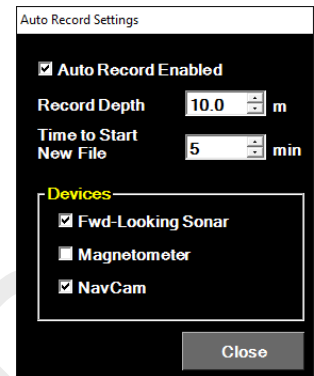 Auto Record Settings
Auto Record Enabled
Record Depth 10.0 m
Time to Start
New File 5 min
Devices
Fwd-Looking Sonar
Magnetometer
NavCam
Close